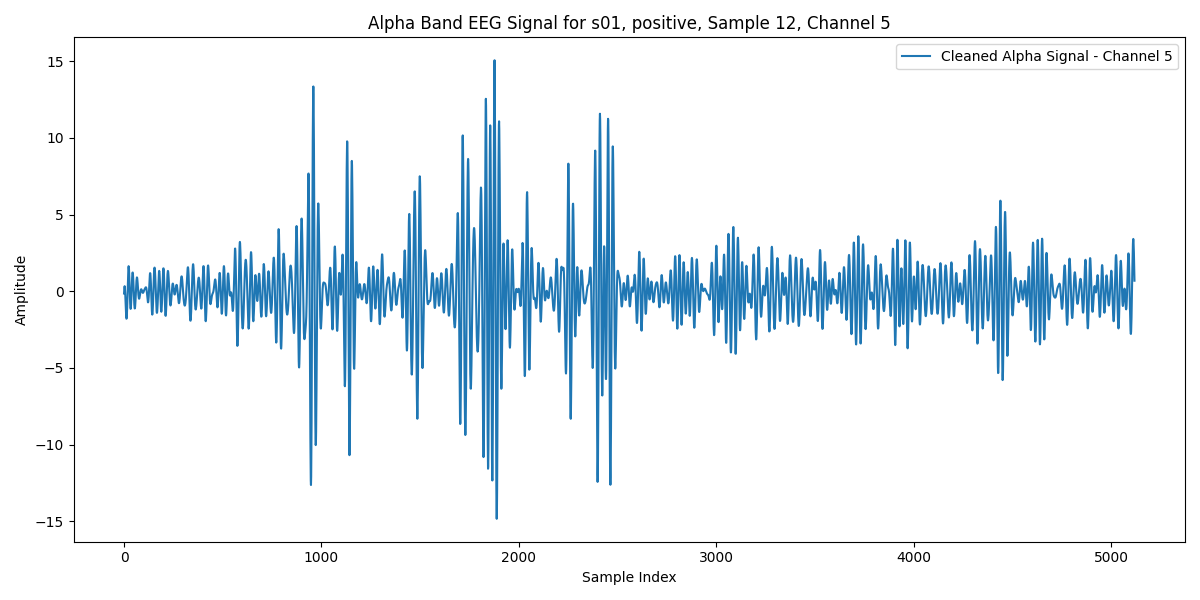 Alpha Band EEG Signal for s01, positive, Sample 12, Channel 5
Cleaned Alpha Signal - Channel 5
Amplitude
15
10
5
0
−5
−10
−15
0 1000 2000 3000 4000 5000
Sample Index